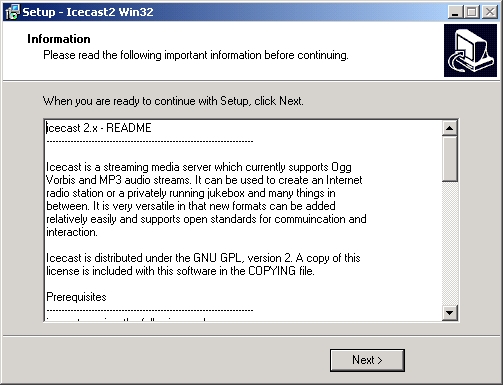 Setup - Icecast2 Win32
Information
Please read the following important information before continuing.
When you are ready to continue with Setup, click Next.
icecast 2.x - README
---------------------------------------------------------------------
Icecast is a streaming media server which currently supports Ogg
Vorbis and MP3 audio streams. It can be used to create an Internet
radio station or a privately running jukebox and many things in
between. It is very versatile in that new formats can be added
relatively easily and supports open standards for commuincation and
interaction.
Icecast is distributed under the GNU GPL, version 2. A copy of this
license is included with this software in the COPYING file.
Prerequisites
---------------------------------------------------------------------
Next >